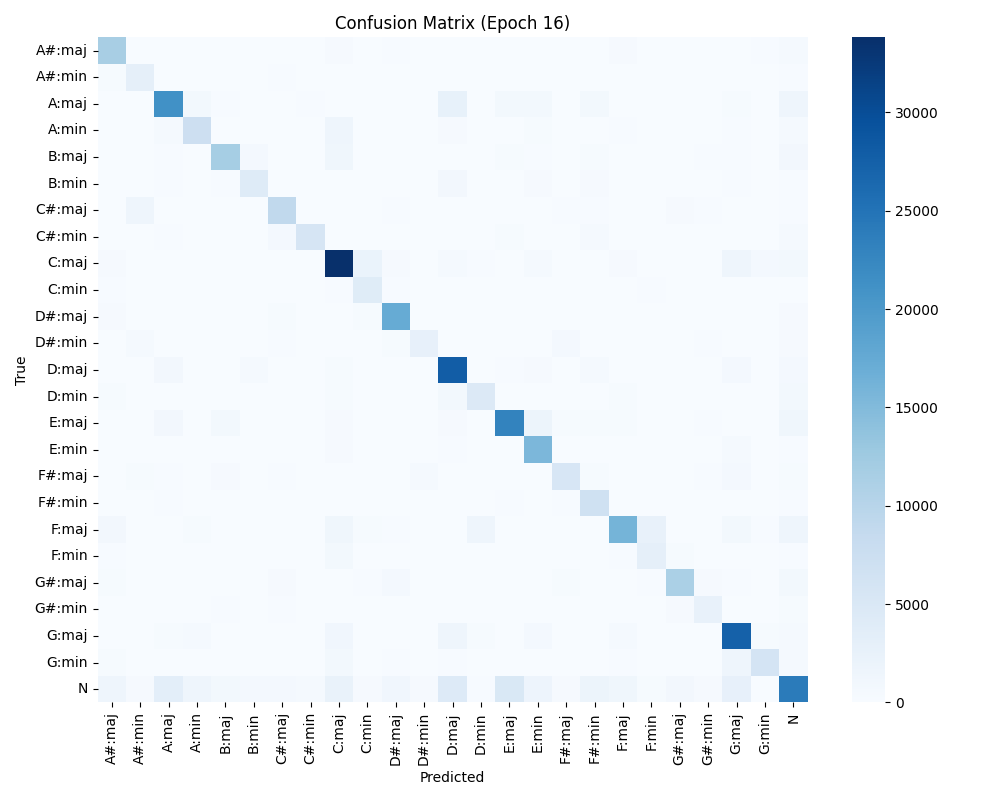 Confusion Matrix (Epoch 16)
True
A#:maj
A#:min
A:maj
A:min
B:maj
B:min
C#:maj
C#:min
C:maj
C:min
D#:maj
D#:min
D:maj
D:min
E:maj
E:min
F#:maj
F#:min
F:maj
F:min
G#:maj
G#:min
G:maj
G:min
N
A#:maj
A#:min
A:maj
A:min
B:maj
B:min
C#:maj
C#:min
C:maj
C:min
D#:maj
D#:min
D:maj
D:min
E:maj
E:min
F#:maj
F#:min
F:maj
F:min
G#:maj
G#:min
G:maj
G:min
N
Predicted
30000
25000
20000
15000
10000
5000
0